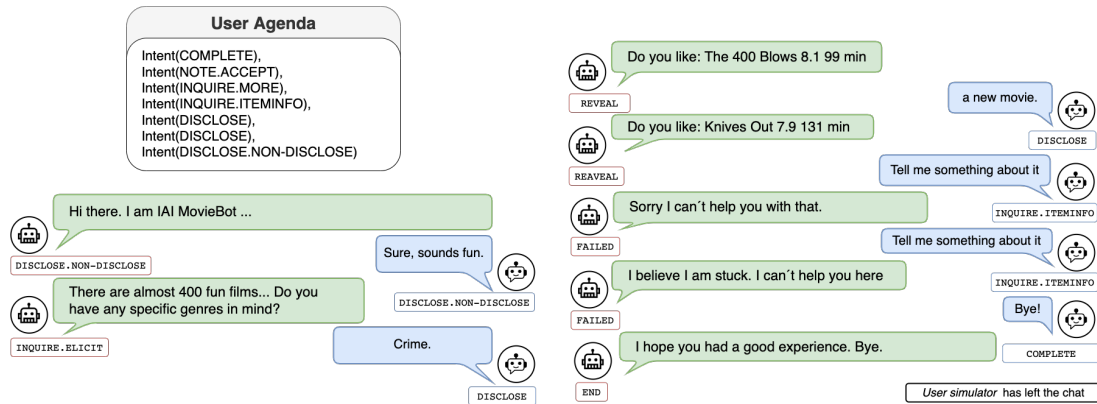 User Agenda
Intent(COMPLETE),
Intent(NOTE.ACCEPT),
Intent(INQUIRE.MORE),
Intent(INQUIRE.ITEMINFO),
Intent(DISCLOSE),
Intent(DISCLOSE),
Intent(DISCLOSE.NON-DISCLOSE)
Hi there. I am IAI MovieBot ...
DISCLOSE.NON-DISCLOSE
Sure, sounds fun.
DISCLOSE.NON-DISCLOSE
There are almost 400 fun films... Do you
have any specific genres in mind?
INQUIRE.ELICIT
Crime.
DISCLOSE
Do you like: The 400 Blows 8.1 99 min
REVEAL
a new movie.
DISCLOSE
Do you like: Knives Out 7.9 131 min
REAVEAL
Tell me something about it
INQUIRE.ITEMINFO
Sorry I can´t help you with that.
FAILED
Tell me something about it
INQUIRE.ITEMINFO
I believe I am stuck. I can´t help you here
FAILED
Bye!
COMPLETE
I hope you had a good experience. Bye.
END
User simulator has left the chat